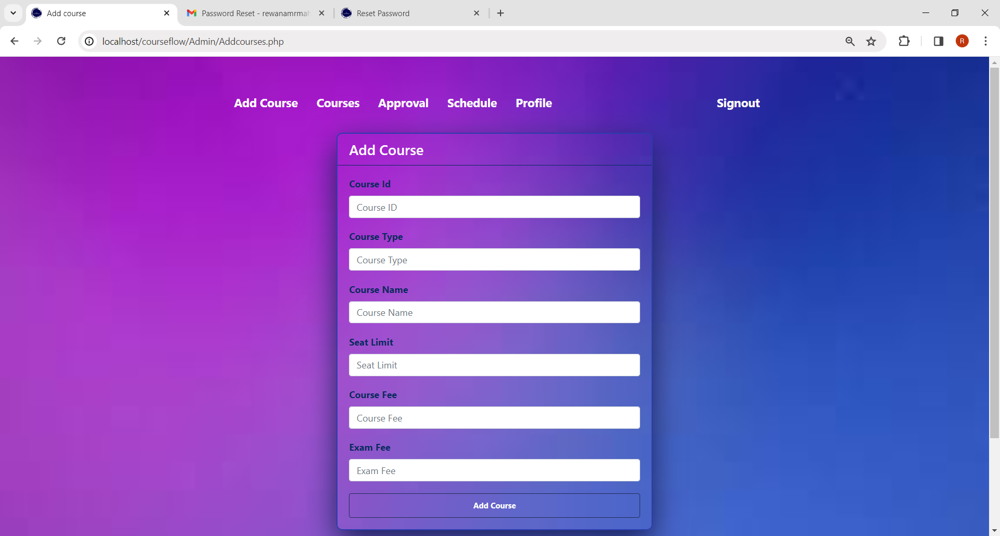 Add course
Password Reset - rewanamrmah
Reset Password
localhost/courseflow/Admin/Addcourses.php
R
Add Course Courses Approval Schedule Profile Signout
Add Course
Course Id
Course ID
Course Type
Course Type
Course Name
Course Name
Seat Limit
Seat Limit
Course Fee
Course Fee
Exam Fee
Exam Fee
Add Course